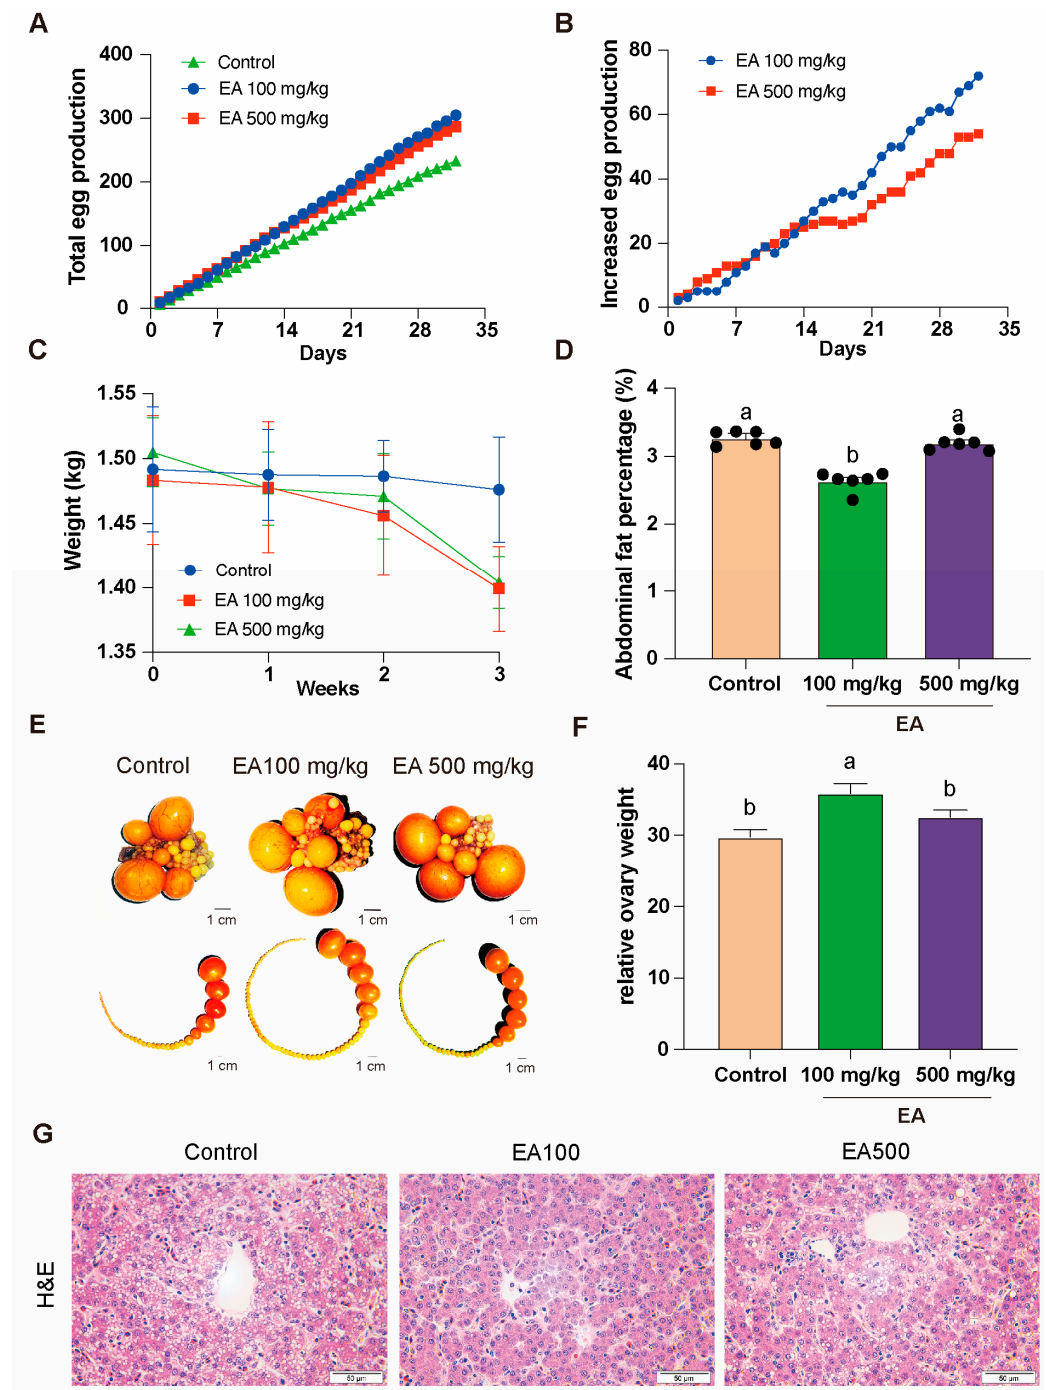 A
Total egg production
400
300
200
100
0
Control
EA 100 mg/kg
EA 500 mg/kg
0 7 14 21 28 35
Days
B
Increased egg production
80
60
40
20
0
EA 100 mg/kg
EA 500 mg/kg
0 7 14 21 28 35
Days
C
Weight (kg)
1.55
1.50
1.45
1.40
1.35
Control
EA 100 mg/kg
EA 500 mg/kg
0 1 2 3
Weeks
D
Abdominal fat percentage (%)
4
3
2
1
0
a
b
a
Control 100 mg/kg 500 mg/kg
EA
E
Control EA100 mg/kg EA 500 mg/kg
1 cm 1 cm 1 cm
1 cm 1 cm 1 cm
F
relative ovary weight
40
30
20
10
0
b
a
b
Control 100 mg/kg 500 mg/kg
EA
G
Control EA100 EA500
H&E
50 μm 50 μm 50 μm